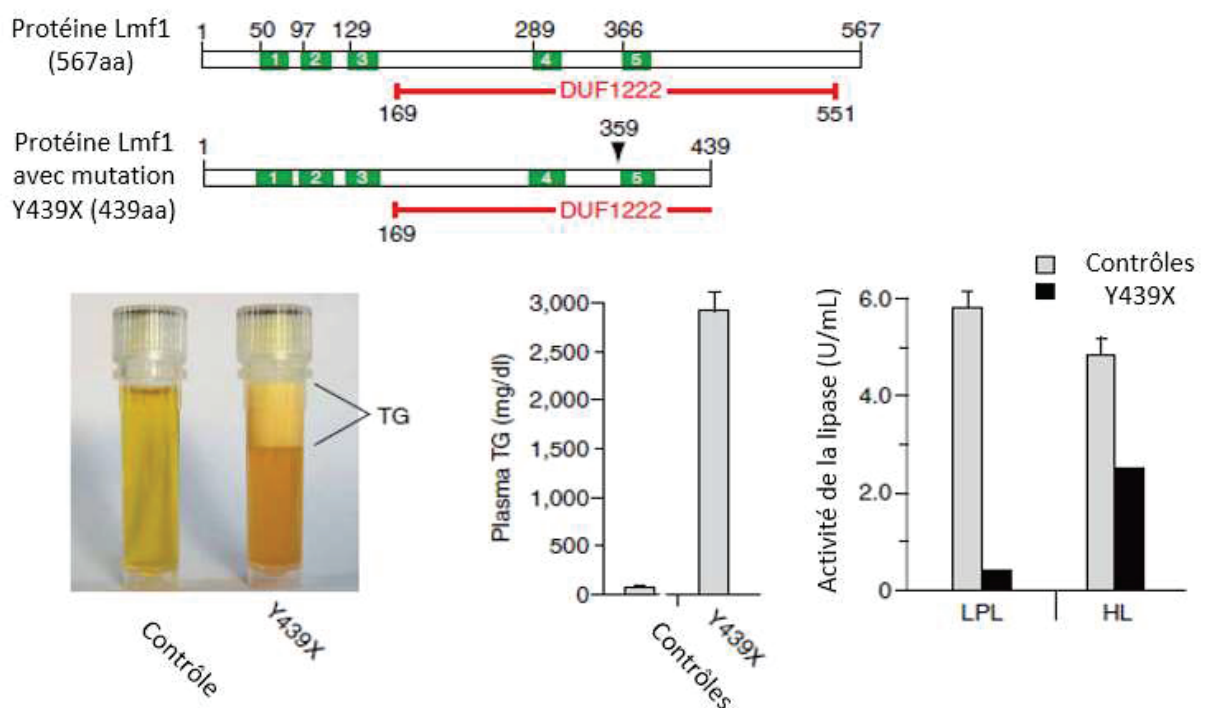 Protéine Lmf1
(567aa)
1 50 97 129 289 366 567
1 2 3 4 5
DUF1222
169 551
Protéine Lmf1
avec mutation
Y439X (439aa)
1 359 439
1 2 3 4 5
DUF1222
169
TG
Contrôle
Y439X
Plasma TG (mg/dl)
3,000
2,500
2,000
1,500
1,000
500
0
Contrôles
Y439X
Contrôles
Y439X
Activité de la lipase (U/mL)
6.0
4.0
2.0
0
LPL HL